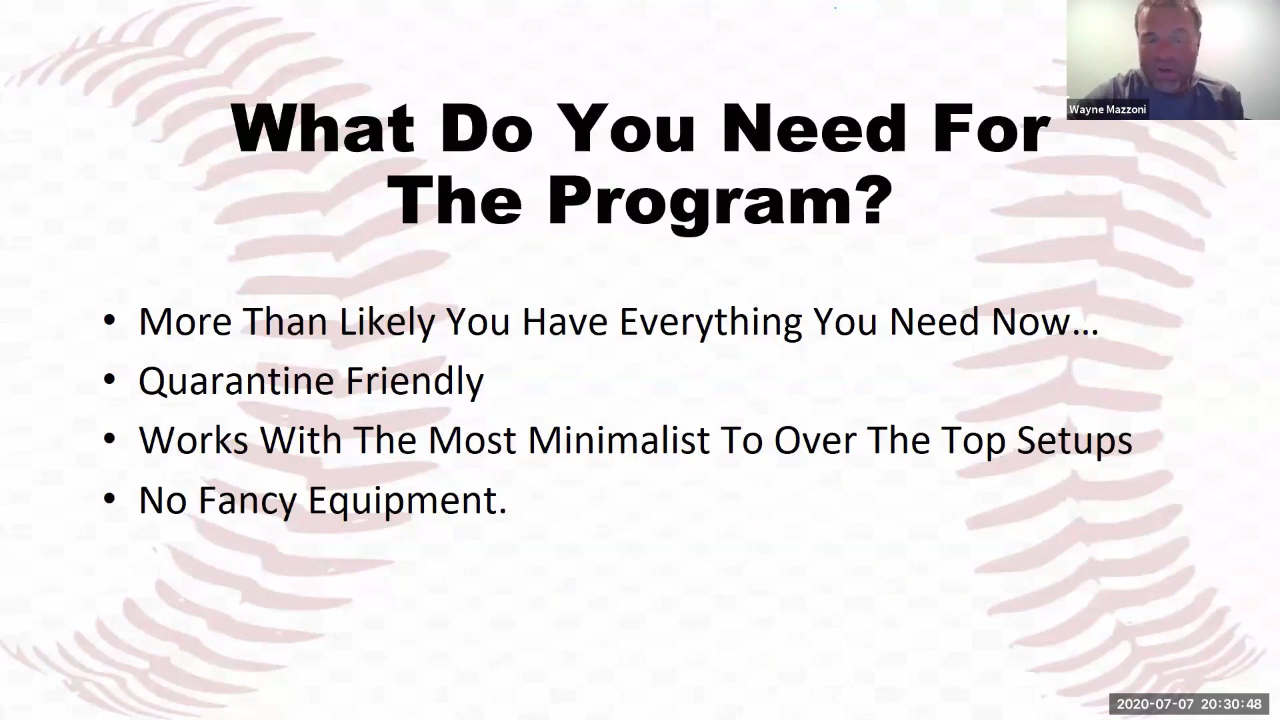 What Do You Need For
The Program?
Wayne Mazzoni
• More Than Likely You Have Everything You Need Now…
• Quarantine Friendly
• Works With The Most Minimalist To Over The Top Setups
• No Fancy Equipment.
2020-07-07 20:30:48